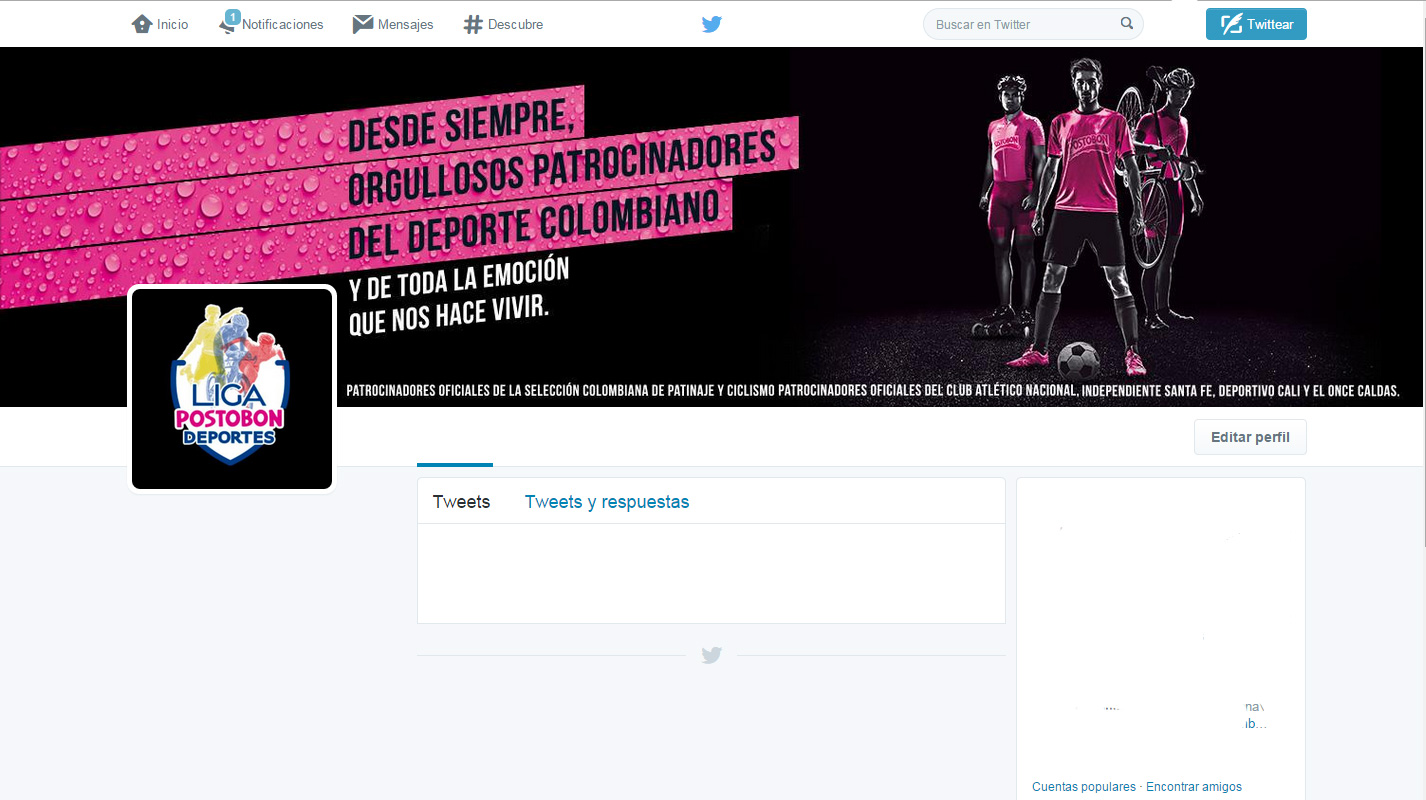 Inicio
1
Notificaciones
Mensajes
Descubre
Buscar en Twitter
Twittear
DESDE SIEMPRE,
ORGULLOSOS PATROCINADORES
DEL DEPORTE COLOMBIANO
Y DE TODA LA EMOCIÓN
QUE NOS HACE VIVIR.
POSTOBON
PATROCINADORES OFICIALES DE LA SELECCIÓN COLOMBIANA DE PATINAJE Y CICLISMO PATROCINADORES OFICIALES DEL CLUB ATLÉTICO NACIONAL, INDEPENDIENTE SANTA FE, DEPORTIVO CALI Y EL ONCE CALDAS.
LIGA
POSTOBON
DEPORTES
Editar perfil
Tweets
Tweets y respuestas
Cuentas populares · Encontrar amigos